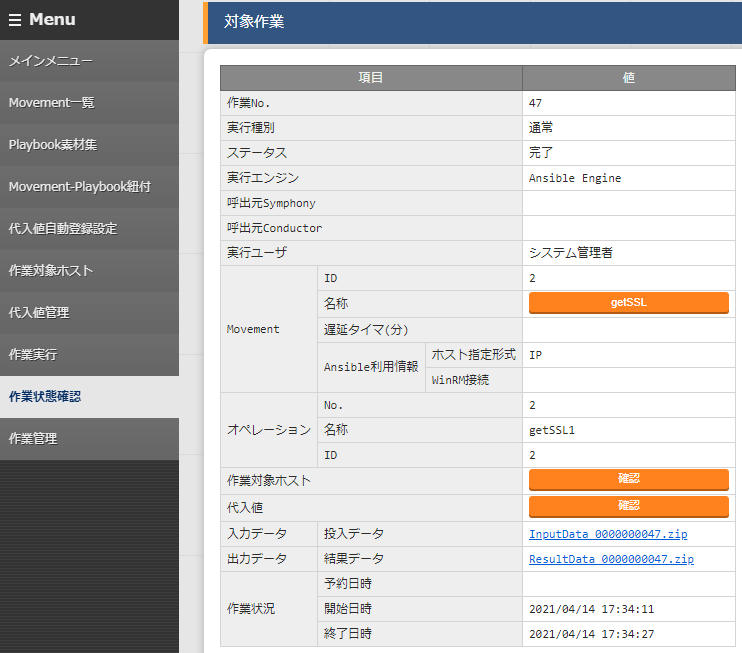 ☰ Menu
メインメニュー
Movement一覧
Playbook素材集
Movement-Playbook紐付
代入値自動登録設定
作業対象ホスト
代入値管理
作業実行
作業状態確認
作業管理
対象作業
項目 値
作業No. 47
実行種別 通常
ステータス 完了
実行エンジン Ansible Engine
呼出元Symphony
呼出元Conductor
実行ユーザ システム管理者
Movement ID 2
名称 getSSL
遅延タイマ(分)
Ansible利用情報 ホスト指定形式 IP
WinRM接続
オペレーション No. 2
名称 getSSL1
ID 2
作業対象ホスト 確認
代入値 確認
入力データ 投入データ InputData_0000000047.zip
出力データ 結果データ ResultData_0000000047.zip
作業状況 予約日時
開始日時 2021/04/14 17:34:11
終了日時 2021/04/14 17:34:27